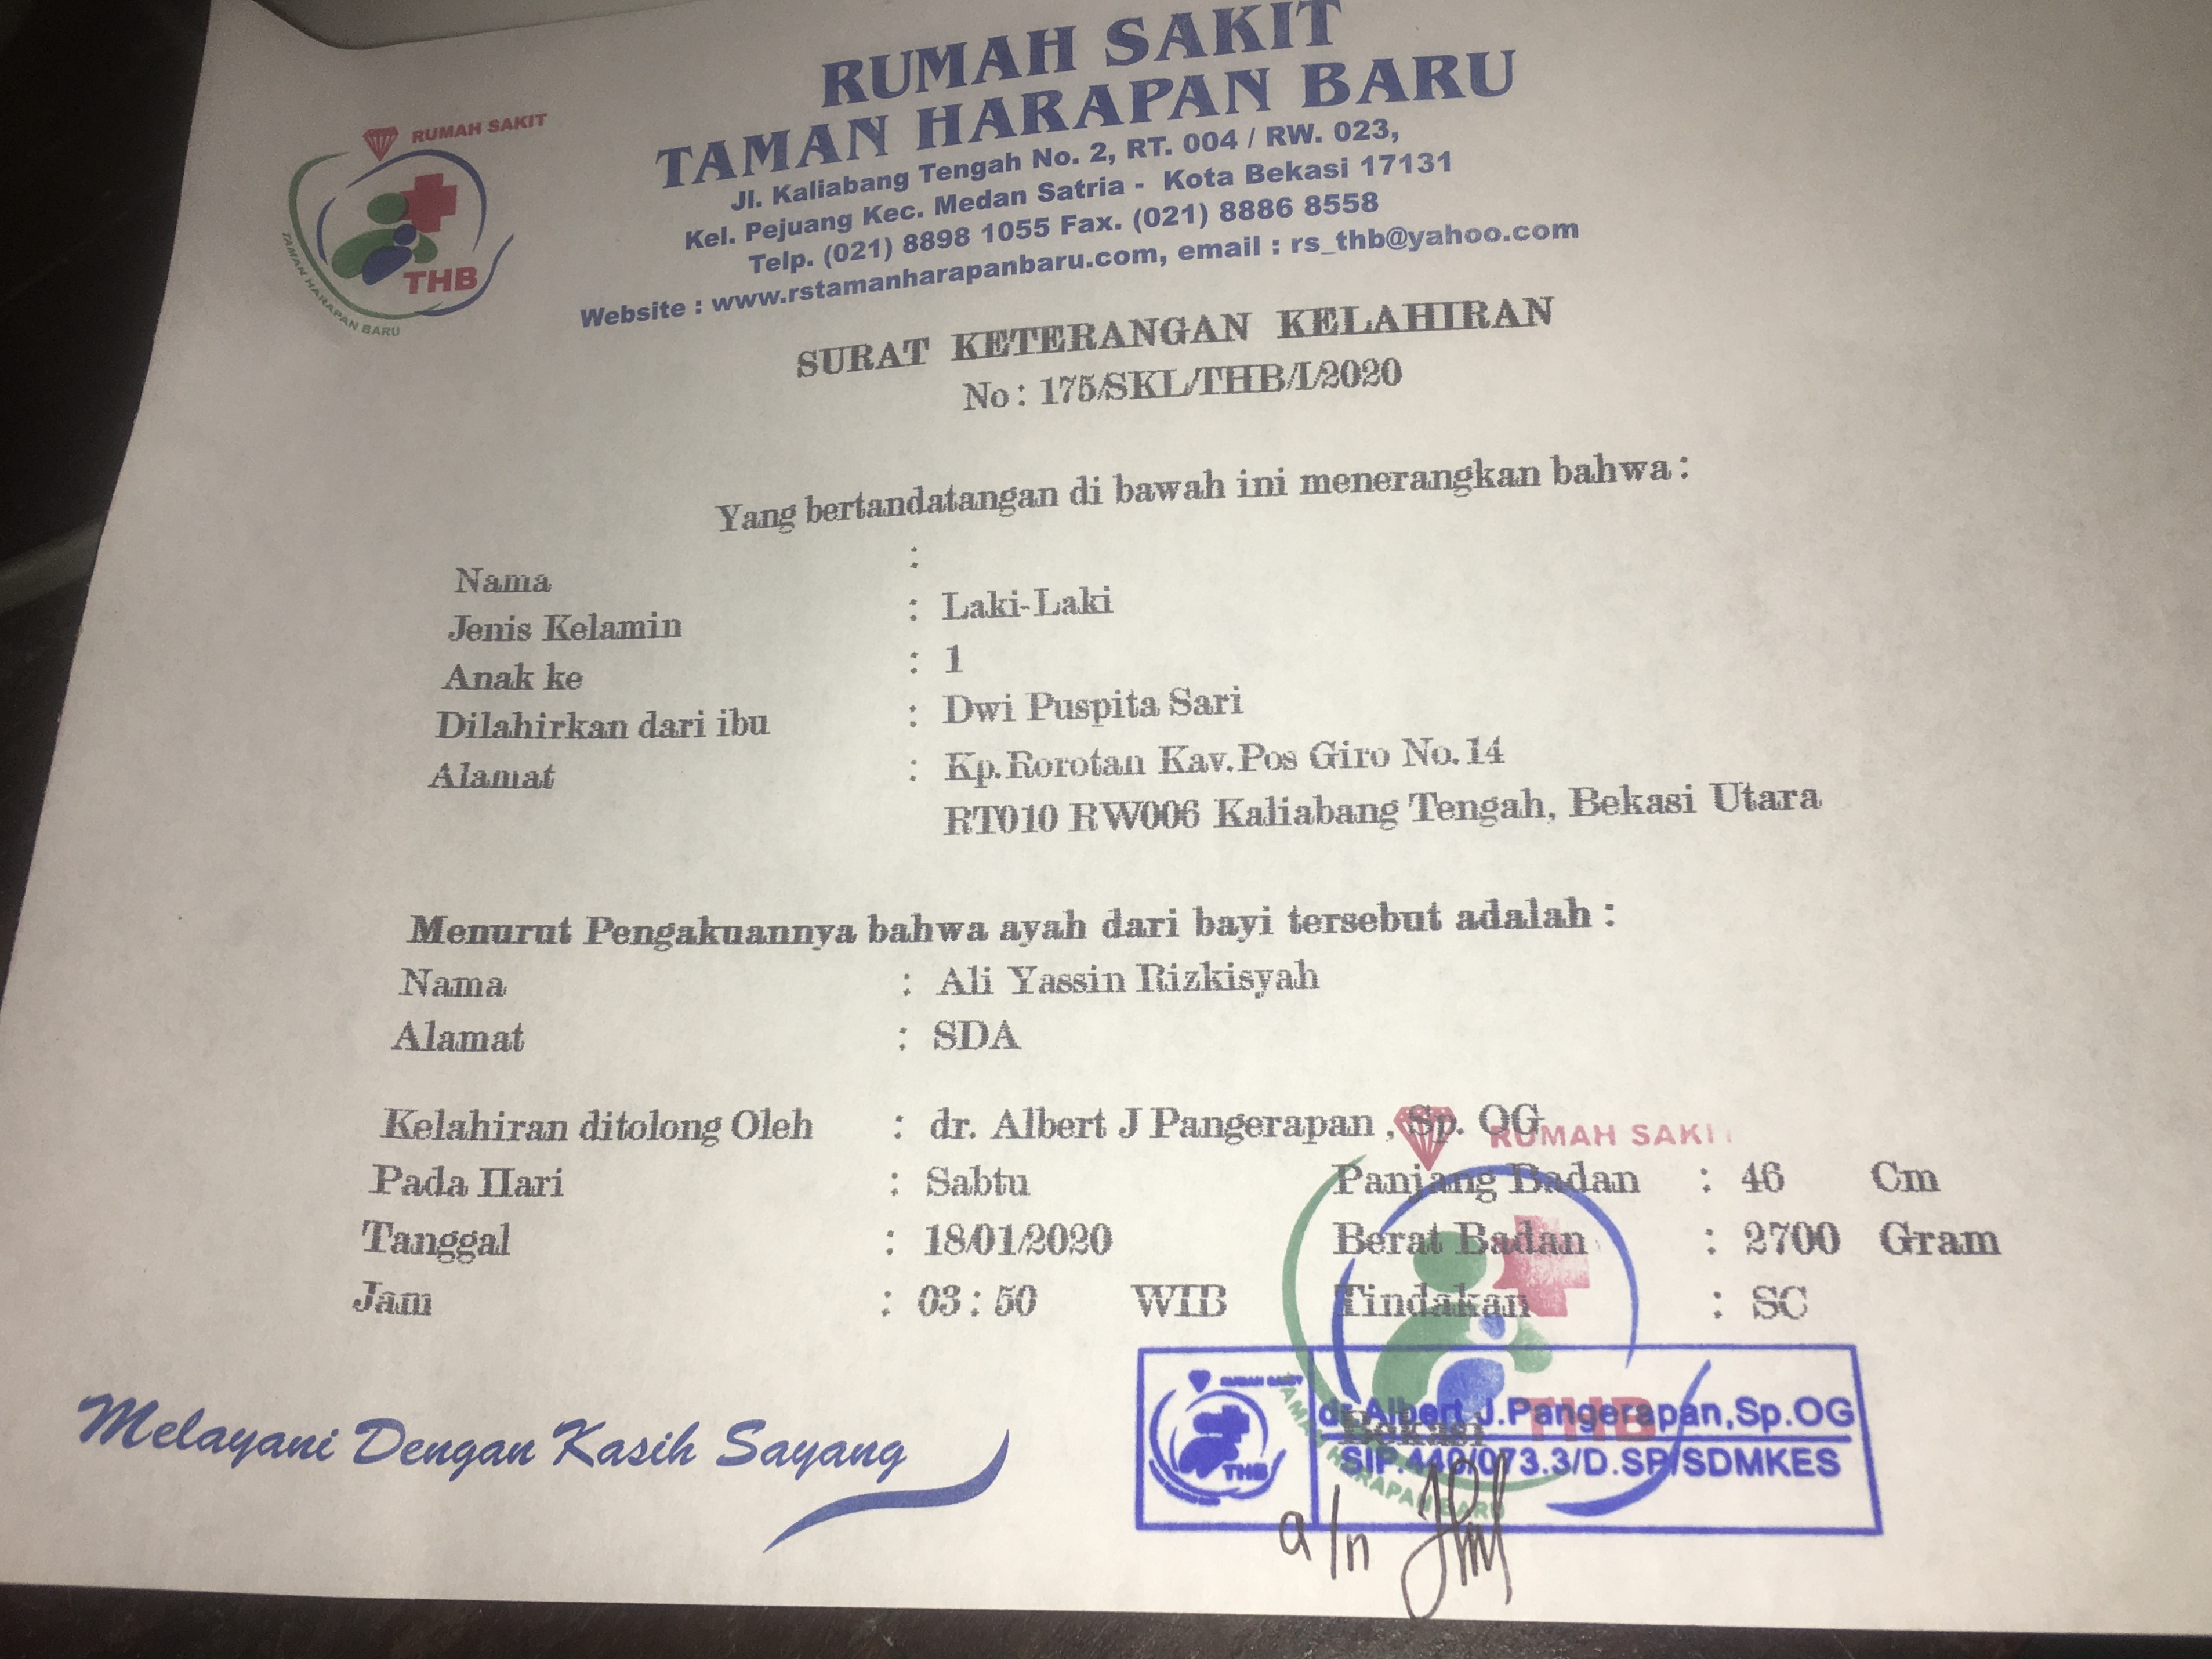 RUMAH SAKIT
TAMAN HARAPAN BARU
Jl. Kaliabang Tengah No. 2, RT. 004 / RW. 023,
Kel. Pejuang Kec. Medan Satria - Kota Bekasi 17131
Telp. (021) 8898 1055 Fax. (021) 8886 8558
Website : www.rstamanharapanbaru.com, email : rs_thb@yahoo.com
RUMAH SAKIT
THB
TAMAN HARAPAN BARU
SURAT KETERANGAN KELAHIRAN
No : 175/SKL/THB/I/2020
Yang bertandatangan di bawah ini menerangkan bahwa :
Nama :
Jenis Kelamin : Laki-Laki
Anak ke : 1
Dilahirkan dari ibu : Dwi Puspita Sari
Alamat : Kp.Rorotan Kav.Pos Giro No.14
RT010 RW006 Kaliabang Tengah, Bekasi Utara
Menurut Pengakuannya bahwa ayah dari bayi tersebut adalah :
Nama : Ali Yassin Rizkisyah
Alamat : SDA
Kelahiran ditolong Oleh : dr. Albert J Pangerapan , Sp. OG
RUMAH SAKIT
Pada Hari : Sabtu Panjang Badan : 46 Cm
Tanggal : 18/01/2020 Berat Badan : 2700 Gram
Jam : 03 : 50 WIB Tindakan : SC
Bekasi
THB
TAMAN HARAPAN BARU
RUMAH SAKIT
THB
dr.Albert J.Pangerapan,Sp.OG
SIP.440/073.3/D.SP/SDMKES
a/n
Melayani Dengan Kasih Sayang